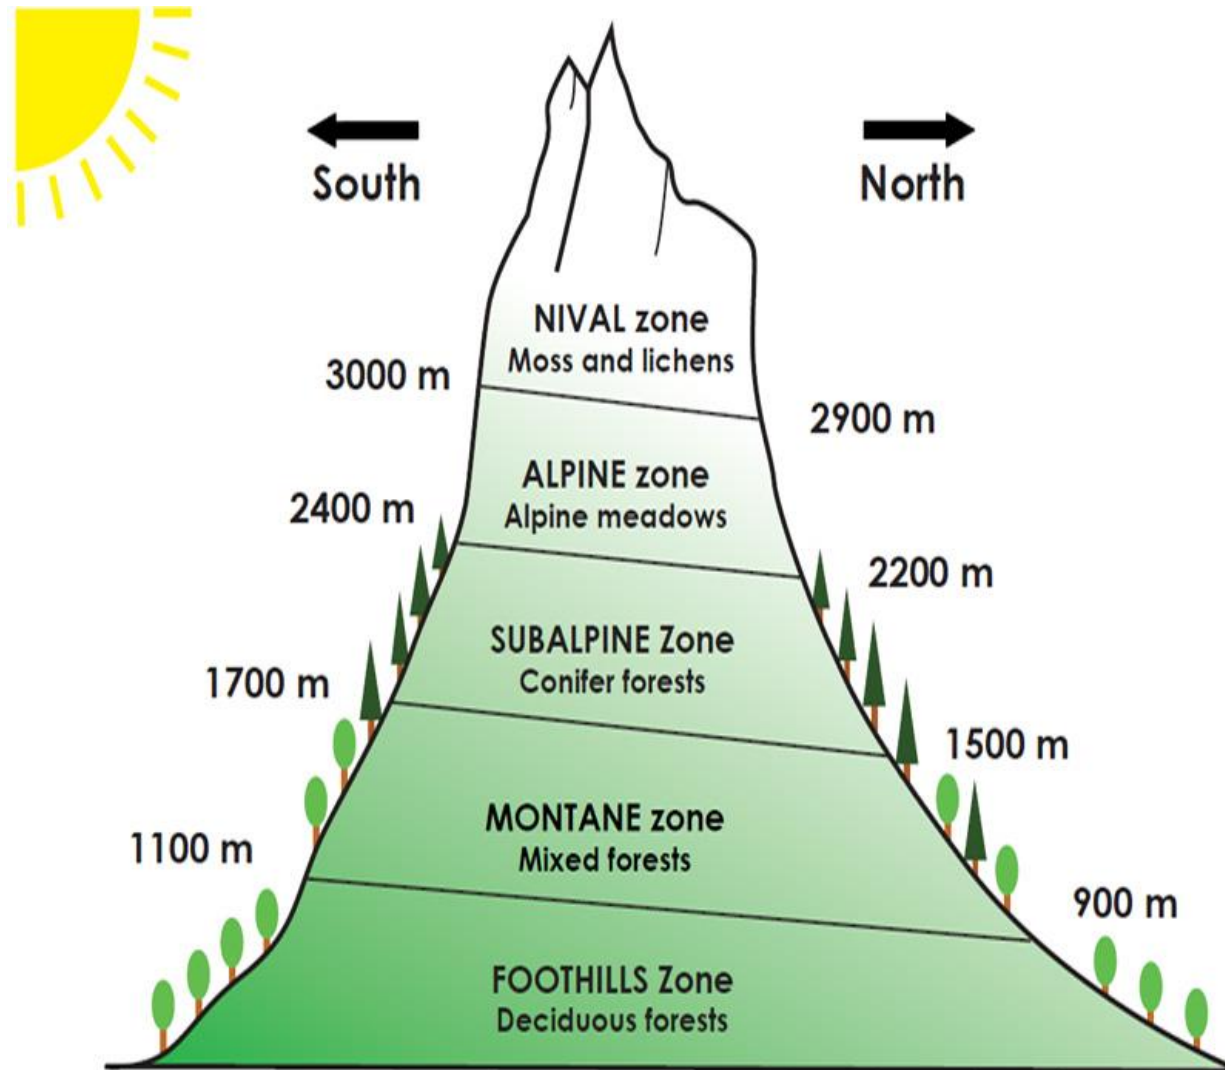 South
North
NIVAL zone
Moss and lichens
3000 m
2900 m
ALPINE zone
Alpine meadows
2400 m
2200 m
SUBALPINE Zone
Conifer forests
1700 m
1500 m
MONTANE zone
Mixed forests
1100 m
900 m
FOOTHILLS Zone
Deciduous forests